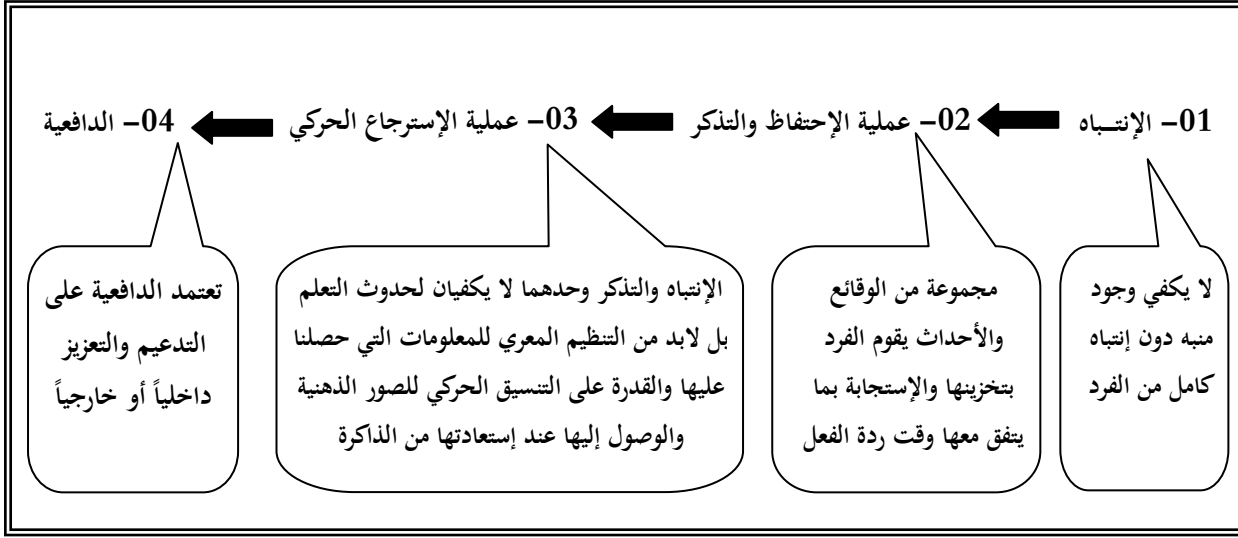 01- الإنتــباه
02- عملية الإحتفاظ والتذكر
03- عملية الإسترجاع الحركي
04- الدافعية
لا يكفي وجود
منبه دون إنتباه
كامل من الفرد
مجموعة من الوقائع
والأحداث يقوم الفرد
بتخزينها والإستجابة بما
يتفق معها وقت ردة الفعل
الإنتباه والتذكر وحدهما لا يكفيان لحدوث التعلم
بل لابد من التنظيم المعري للمعلومات التي حصلنا
عليها والقدرة على التنسيق الحركي للصور الذهنية
والوصول إليها عند إستعادتها من الذاكرة
تعتمد الدافعية على
التدعيم والتعزيز
داخلياً أو خارجياً